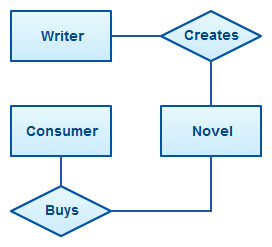 Writer
Creates
Consumer
Novel
Buys